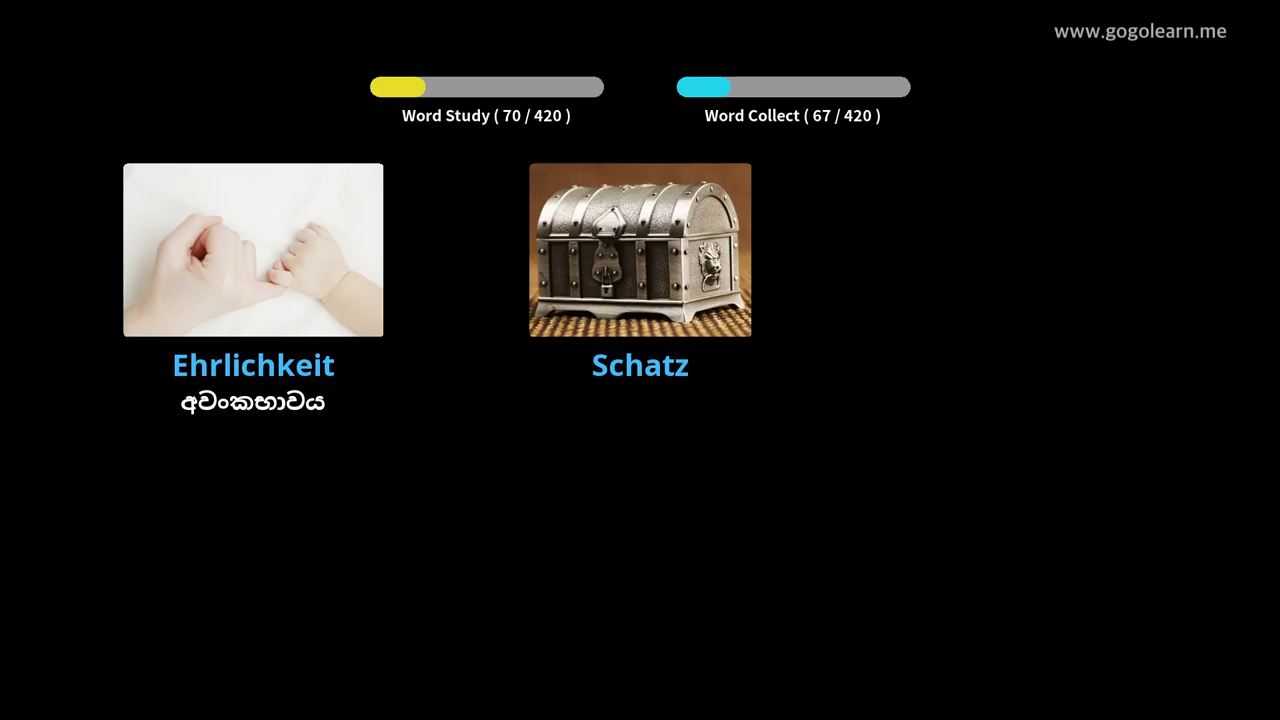 www.gogolearn.me
Word Study ( 70 / 420 )
Word Collect ( 67 / 420 )
Ehrlichkeit
අවංකභාවය
Schatz